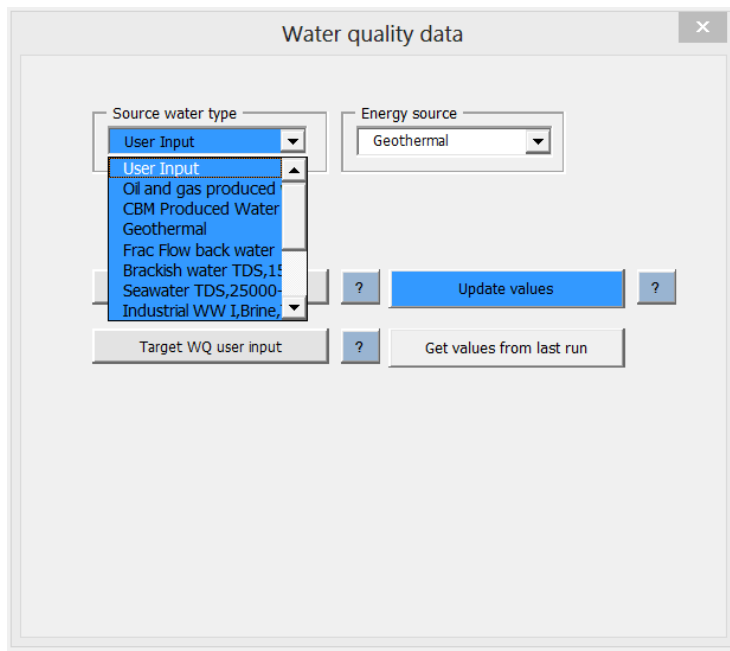 Water quality data
Source water type
Energy source
User Input
Geothermal
User Input
Oil and gas produced
CBM Produced Water
Geothermal
Frac Flow back water
Brackish water TDS,15
Seawater TDS,25000-
Industrial WW I,Brine,
?
Update values
?
Target WQ user input
?
Get values from last run